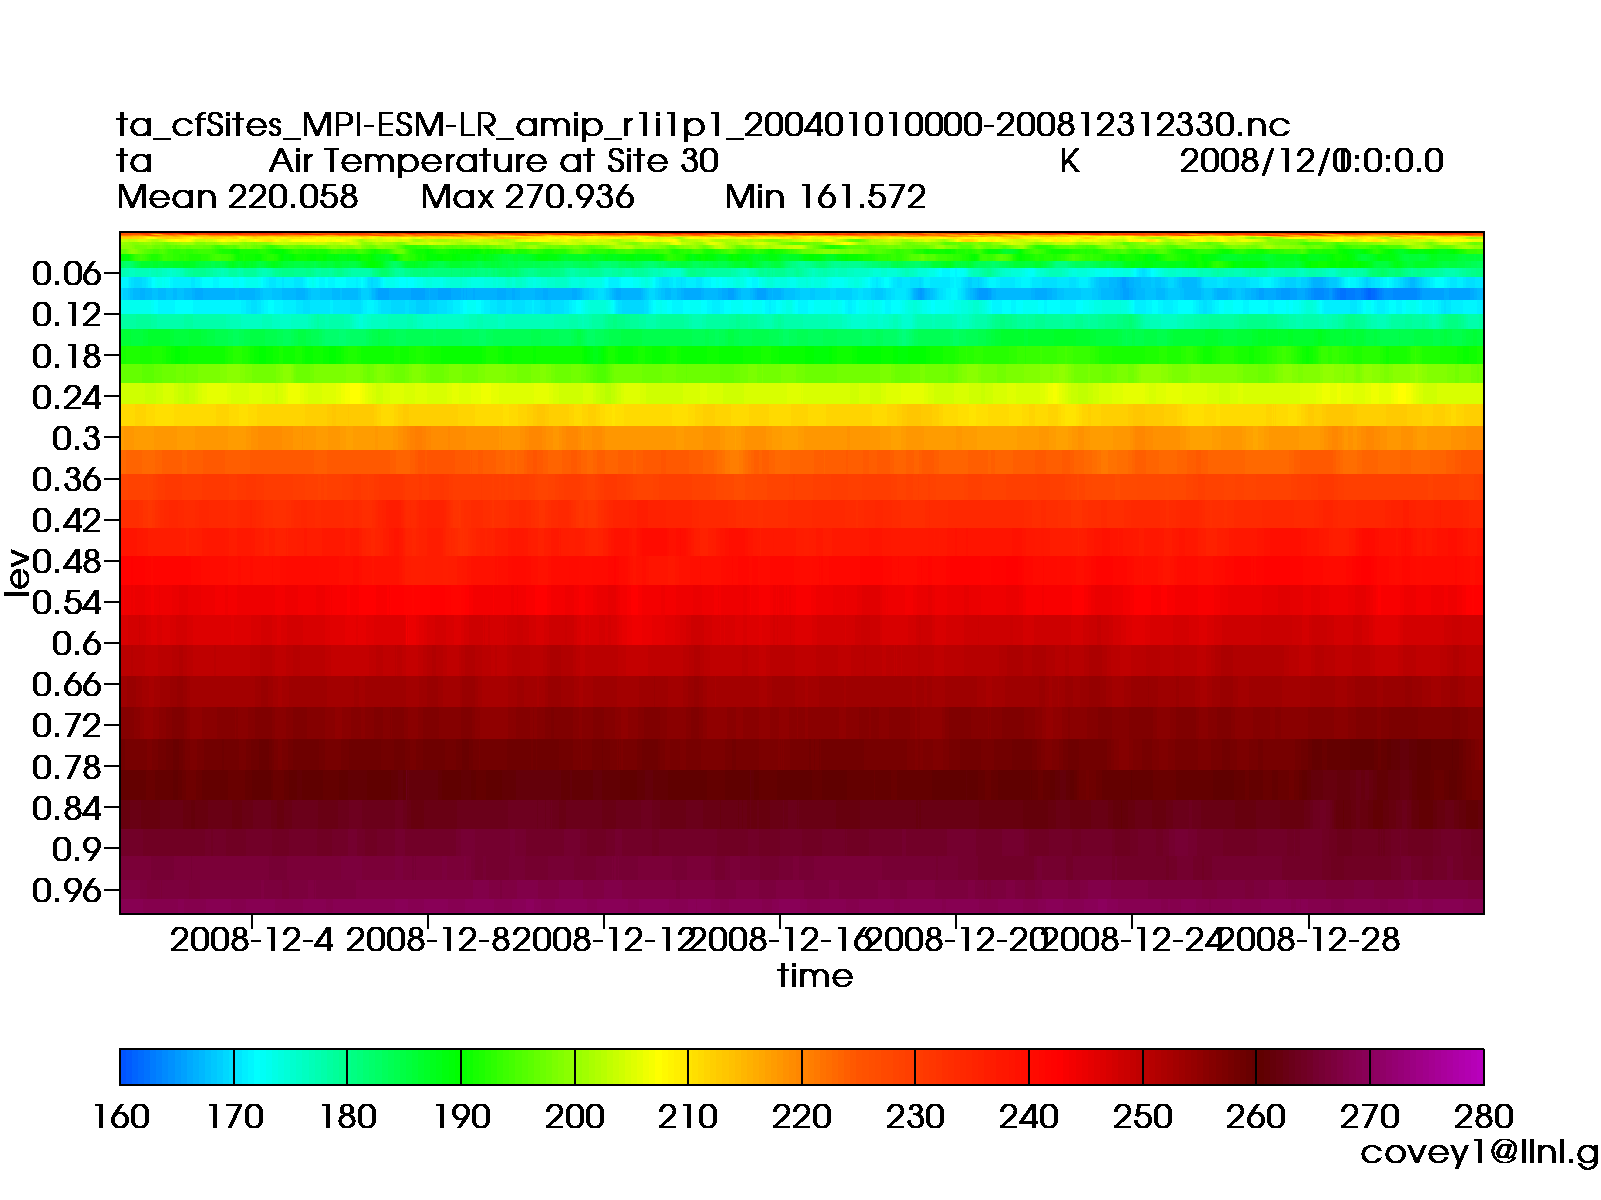 ta_cfSites_MPI-ESM-LR_amip_r1i1p1_200401010000-200812312330.nc
ta Air Temperature at Site 30 K 2008/12/0:0:0.0
Mean 220.058 Max 270.936 Min 161.572
0.06
0.12
0.18
0.24
0.3
0.36
0.42
0.48
0.54
0.6
0.66
0.72
0.78
0.84
0.9
0.96
lev
2008-12-4 2008-12-8 2008-12-12 2008-12-16 2008-12-20 2008-12-24 2008-12-28
time
160 170 180 190 200 210 220 230 240 250 260 270 280
covey1@llnl.g